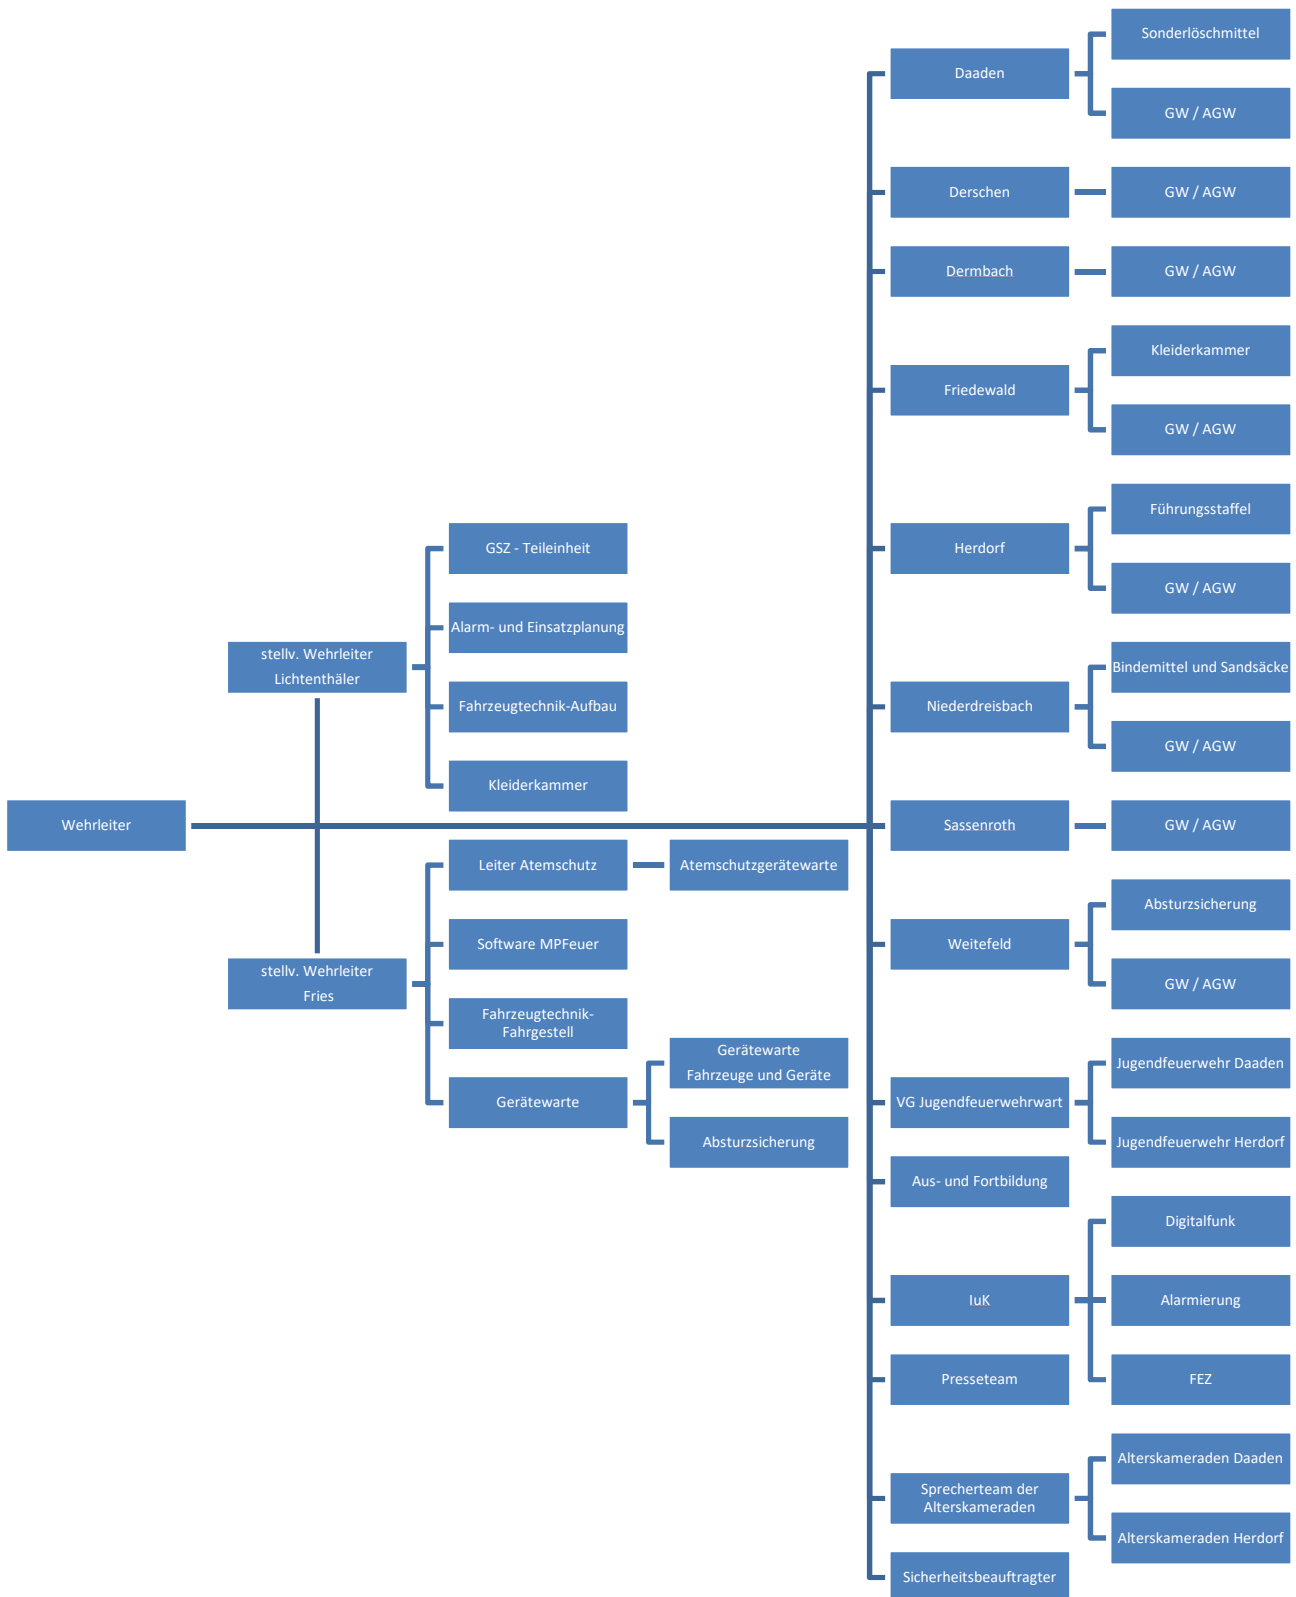 Wehrleiter
stellv. Wehrleiter
Lichtenthäler
GSZ - Teileinheit
Alarm- und Einsatzplanung
Fahrzeugtechnik-Aufbau
Kleiderkammer
stellv. Wehrleiter
Fries
Leiter Atemschutz
Atemschutzgerätewarte
Software MPFeuer
Fahrzeugtechnik-
Fahrgestell
Gerätewarte
Gerätewarte
Fahrzeuge und Geräte
Absturzsicherung
Daaden
Sonderlöschmittel
GW / AGW
Derschen
GW / AGW
Dermbach
GW / AGW
Friedewald
Kleiderkammer
GW / AGW
Herdorf
Führungsstaffel
GW / AGW
Niederdreisbach
Bindemittel und Sandsäcke
GW / AGW
Sassenroth
GW / AGW
Weitefeld
Absturzsicherung
GW / AGW
VG Jugendfeuerwehrwart
Jugendfeuerwehr Daaden
Jugendfeuerwehr Herdorf
Aus- und Fortbildung
IuK
Digitalfunk
Alarmierung
FEZ
Presseteam
Sprecherteam der
Alterskameraden
Alterskameraden Daaden
Alterskameraden Herdorf
Sicherheitsbeauftragter